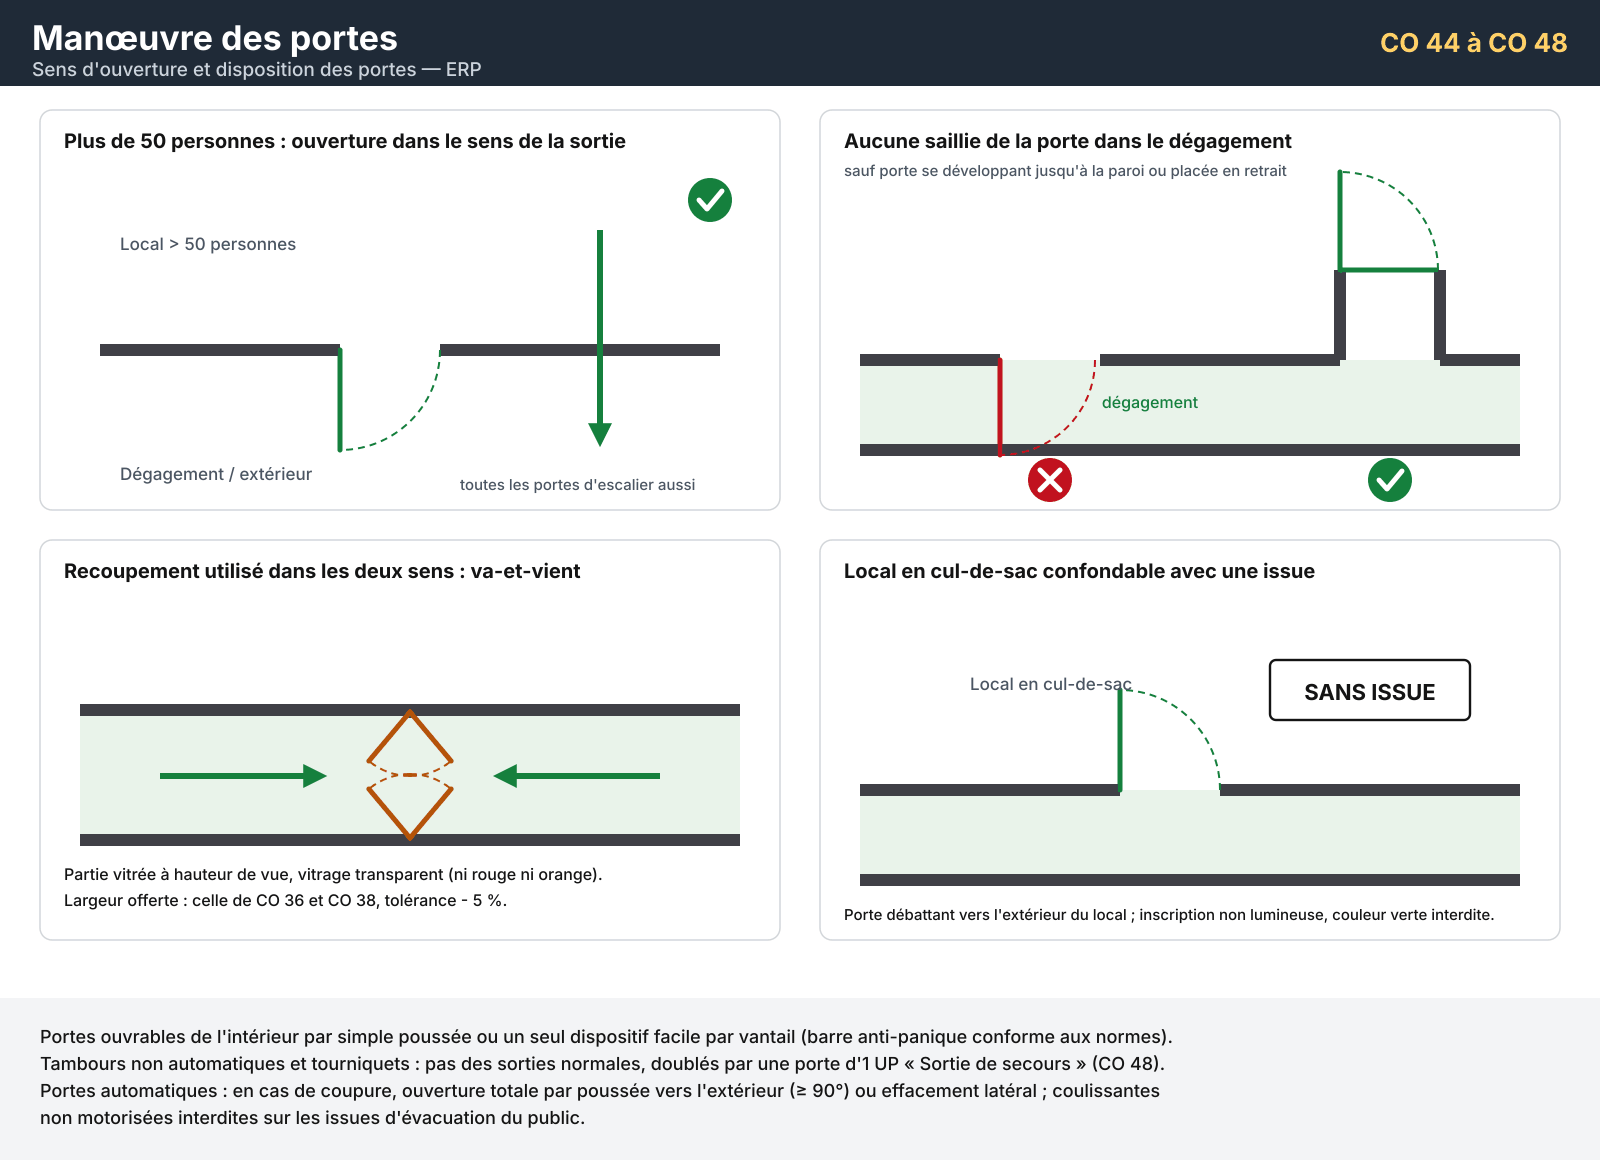 Manœuvre des portes
CO 44 à CO 48
Sens d'ouverture et disposition des portes — ERP
Plus de 50 personnes : ouverture dans le sens de la sortie
Local > 50 personnes
Dégagement / extérieur
toutes les portes d'escalier aussi
Aucune saillie de la porte dans le dégagement
sauf porte se développant jusqu'à la paroi ou placée en retrait
dégagement
Recoupement utilisé dans les deux sens : va-et-vient
Partie vitrée à hauteur de vue, vitrage transparent (ni rouge ni orange).
Largeur offerte : celle de CO 36 et CO 38, tolérance - 5 %.
Local en cul-de-sac confondable avec une issue
Local en cul-de-sac
SANS ISSUE
Porte débattant vers l'extérieur du local ; inscription non lumineuse, couleur verte interdite.
Portes ouvrables de l'intérieur par simple poussée ou un seul dispositif facile par vantail (barre anti-panique conforme aux normes).
Tambours non automatiques et tourniquets : pas des sorties normales, doublés par une porte d'1 UP « Sortie de secours » (CO 48).
Portes automatiques : en cas de coupure, ouverture totale par poussée vers l'extérieur (≥ 90°) ou effacement latéral ; coulissantes
non motorisées interdites sur les issues d'évacuation du public.